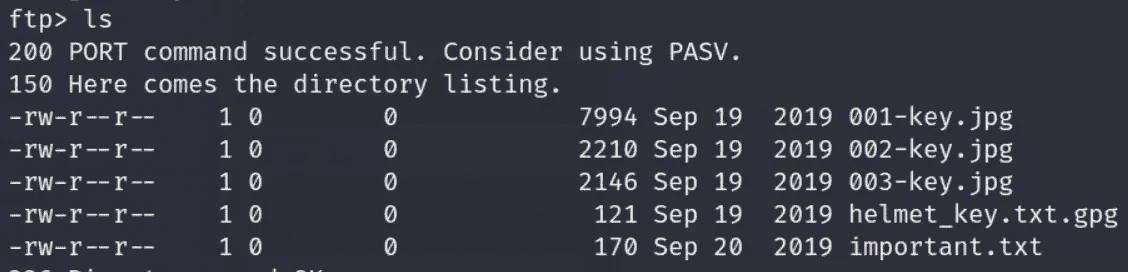 ftp> ls
200 PORT command successful. Consider using PASV.
150 Here comes the directory listing.
-rw-r--r-- 1 0 0 7994 Sep 19 2019 001-key.jpg
-rw-r--r-- 1 0 0 2210 Sep 19 2019 002-key.jpg
-rw-r--r-- 1 0 0 2146 Sep 19 2019 003-key.jpg
-rw-r--r-- 1 0 0 121 Sep 19 2019 helmet_key.txt.gpg
-rw-r--r-- 1 0 0 170 Sep 20 2019 important.txt